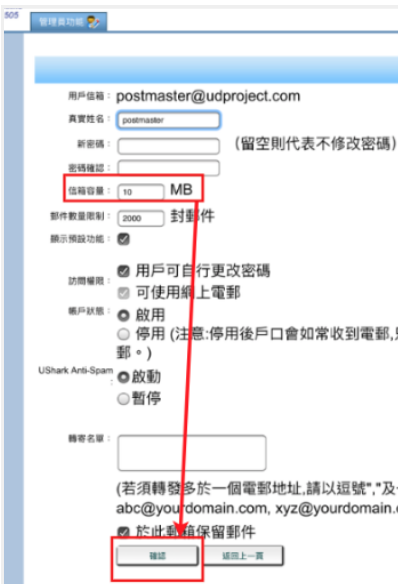 505
管理員功能
用戶信箱： postmaster@udproject.com
真實姓名： postmaster
新密碼： (留空則代表不修改密碼)
密碼確認：
信箱容量： 10 MB
郵件數量限制： 2000 封郵件
顯示預設功能：
訪問權限： 用戶可自行更改密碼
可使用網上電郵
帳戶狀態： 啟用
停用 (注意:停用後戶口會如常收到電郵,
郵。)
UShark Anti-Spam 啟動
:
暫停
轉寄名單：
(若須轉發多於一個電郵地址,請以逗號","及
abc@yourdomain.com, xyz@yourdomain.
於此郵箱保留郵件
確認 返回上一頁